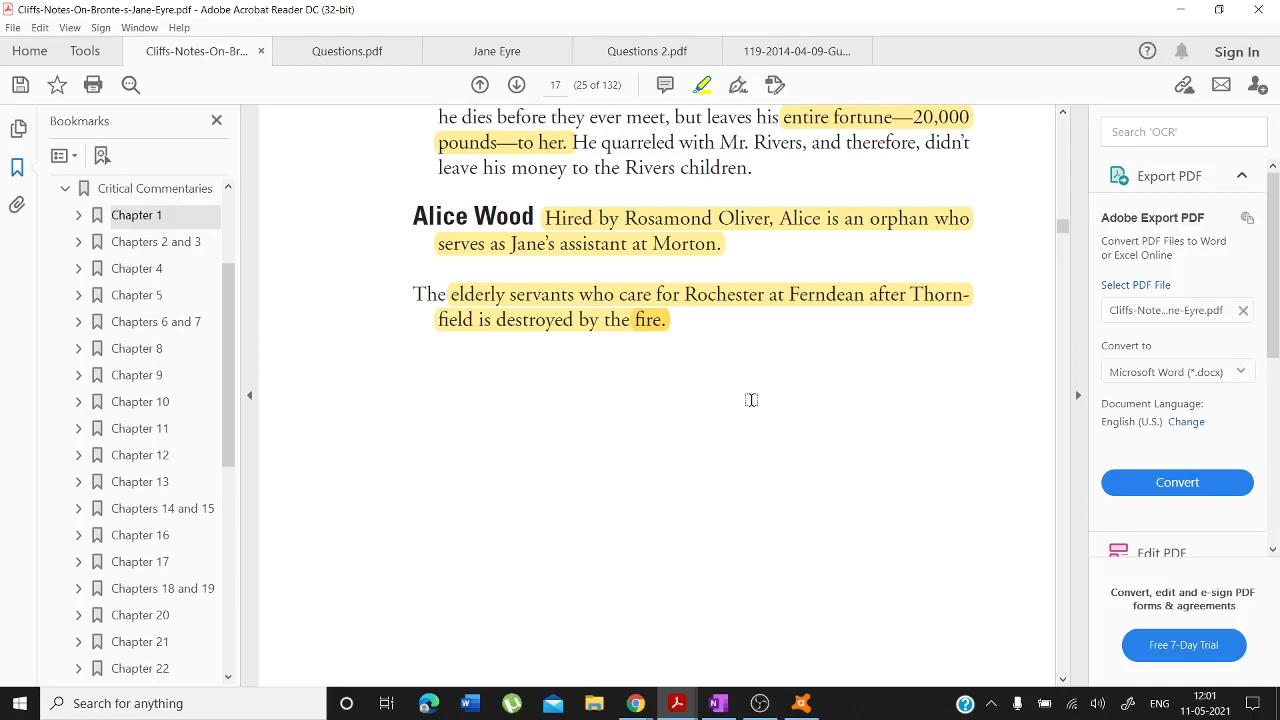 Cliffs-Notes-On-Bronte-s-Jane-Eyre.pdf - Adobe Acrobat Reader DC (32-bit)
File Edit View Sign Window Help
Home Tools Cliffs-Notes-On-Br... Questions.pdf Jane Eyre Questions 2.pdf 119-2014-04-09-Gu... Sign In
17 (25 of 132)
Bookmarks
Critical Commentaries
Chapter 1
Chapters 2 and 3
Chapter 4
Chapter 5
Chapters 6 and 7
Chapter 8
Chapter 9
Chapter 10
Chapter 11
Chapter 12
Chapter 13
Chapters 14 and 15
Chapter 16
Chapter 17
Chapters 18 and 19
Chapter 20
Chapter 21
Chapter 22
he dies before they ever meet, but leaves his entire fortune—20,000
pounds—to her. He quarreled with Mr. Rivers, and therefore, didn't
leave his money to the Rivers children.
Alice Wood Hired by Rosamond Oliver, Alice is an orphan who
serves as Jane's assistant at Morton.
The elderly servants who care for Rochester at Ferndean after Thorn-
field is destroyed by the fire.
Search 'OCR'
Export PDF
Adobe Export PDF
Convert PDF Files to Word
or Excel Online
Select PDF File
Cliffs-Note...ne-Eyre.pdf
Convert to
Microsoft Word (*.docx)
Document Language:
English (U.S.) Change
Convert
Edit PDF
Convert, edit and e-sign PDF
forms & agreements
Free 7-Day Trial
Search for anything
ENG
12:01
11-05-2021